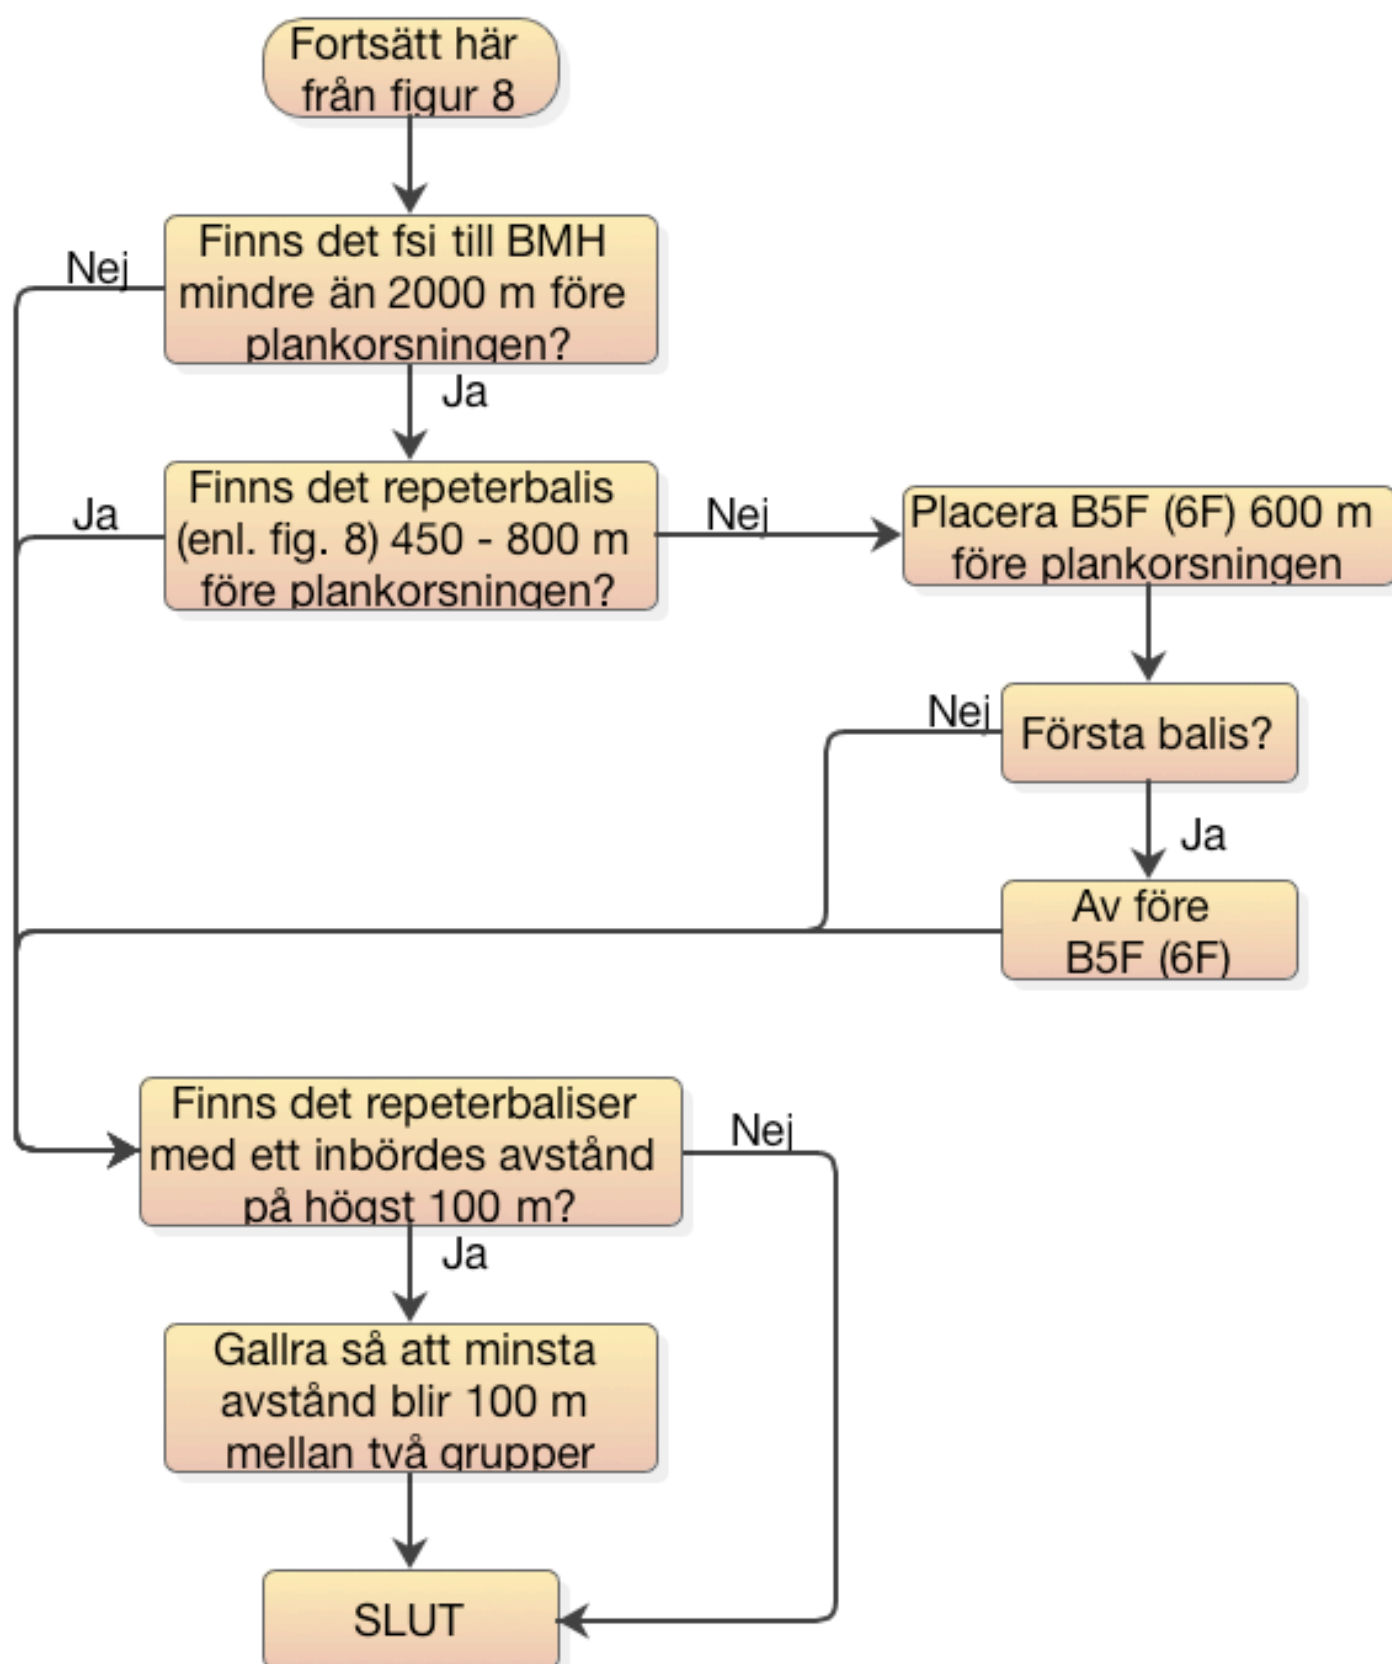 Fortsätt här
från figur 8
Finns det fsi till BMH
mindre än 2000 m före
plankorsningen?
Nej
Ja
Finns det repeterbalis
(enl. fig. 8) 450 - 800 m
före plankorsningen?
Ja
Nej
Placera B5F (6F) 600 m
före plankorsningen
Första balis?
Nej
Ja
Av före
B5F (6F)
Finns det repeterbaliser
med ett inbördes avstånd
på högst 100 m?
Nej
Ja
Gallra så att minsta
avstånd blir 100 m
mellan två grupper
SLUT